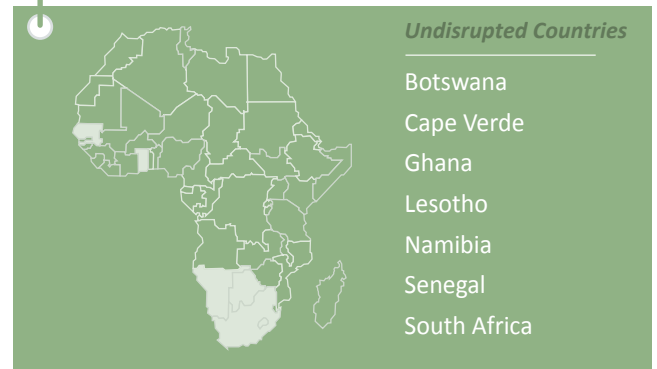 Undisrupted Countries
Botswana
Cape Verde
Ghana
Lesotho
Namibia
Senegal
South Africa